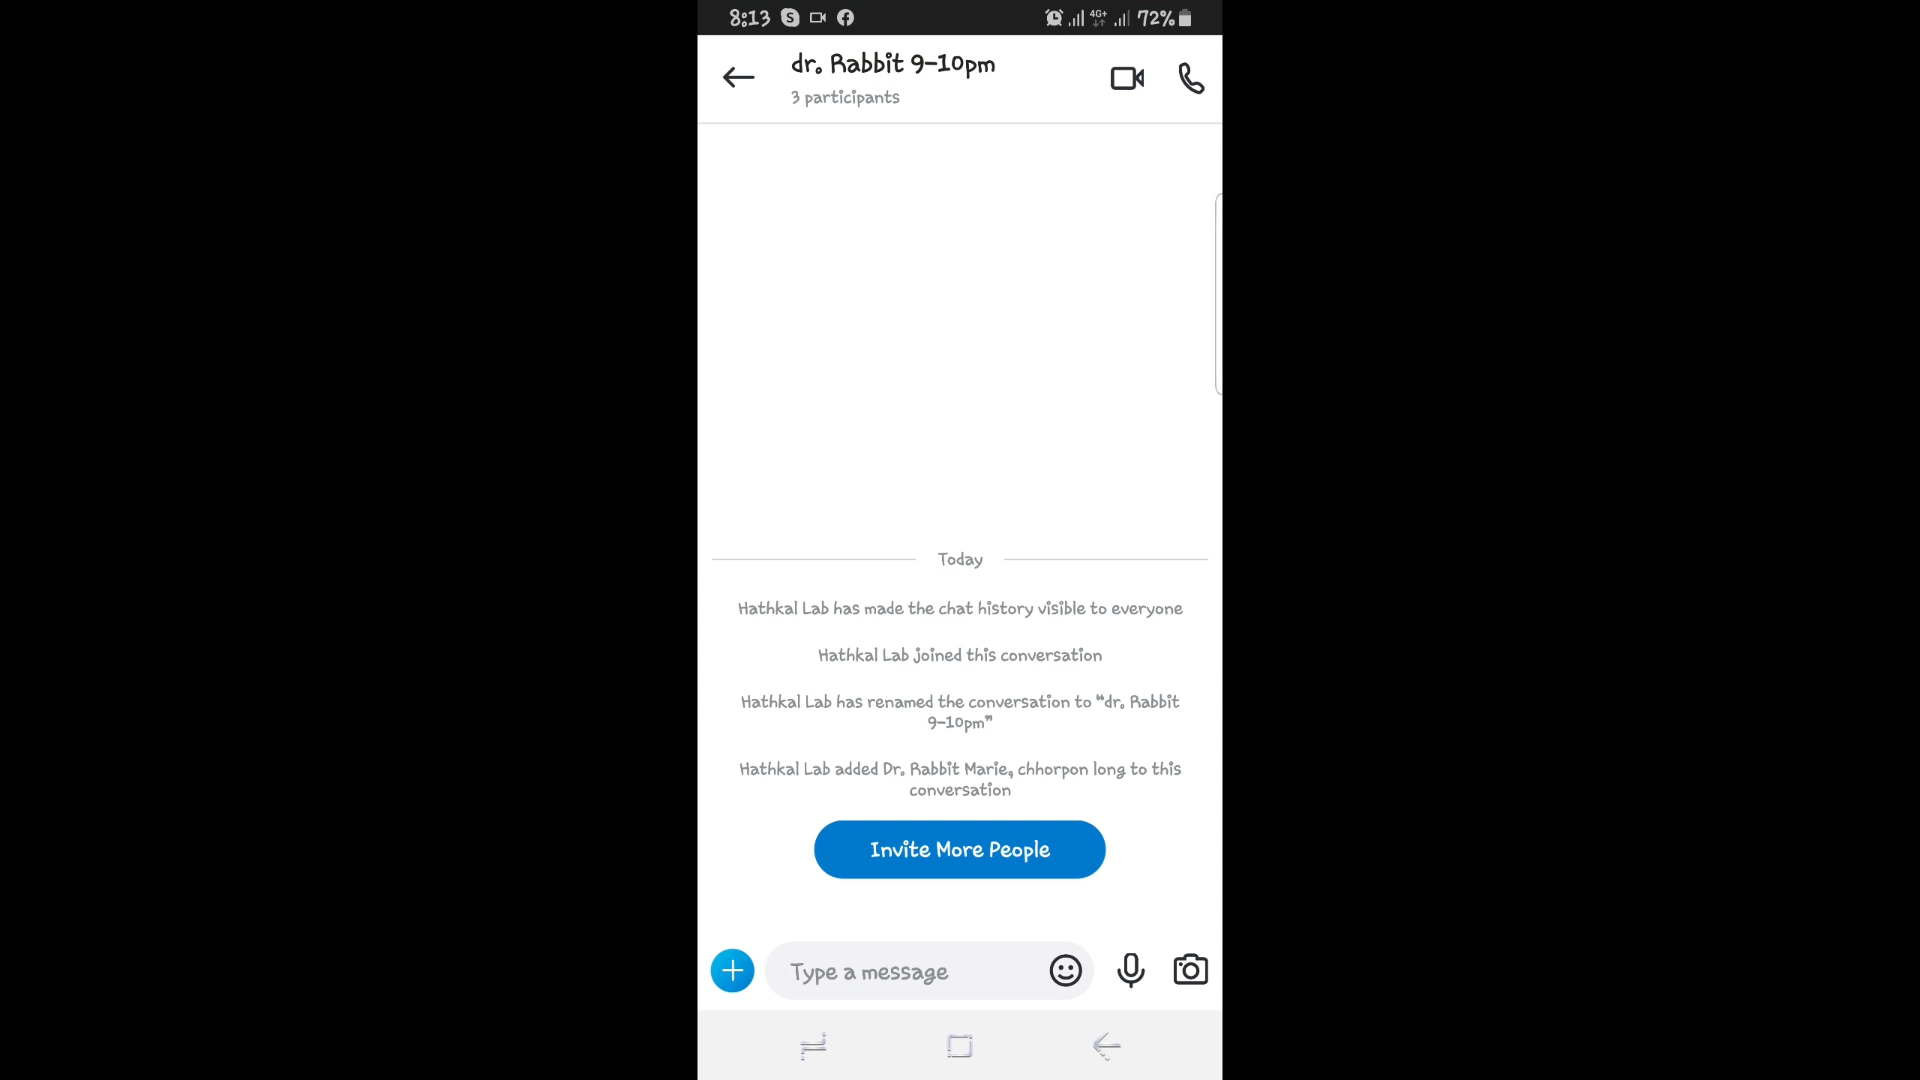 8:13
4G+ 72%
dr. Rabbit 9-10pm
3 participants
Today
Hathkal Lab has made the chat history visible to everyone
Hathkal Lab joined this conversation
Hathkal Lab has renamed the conversation to “dr. Rabbit
9-10pm”
Hathkal Lab added Dr. Rabbit Marie, chhorpon long to this
conversation
Invite More People
Type a message